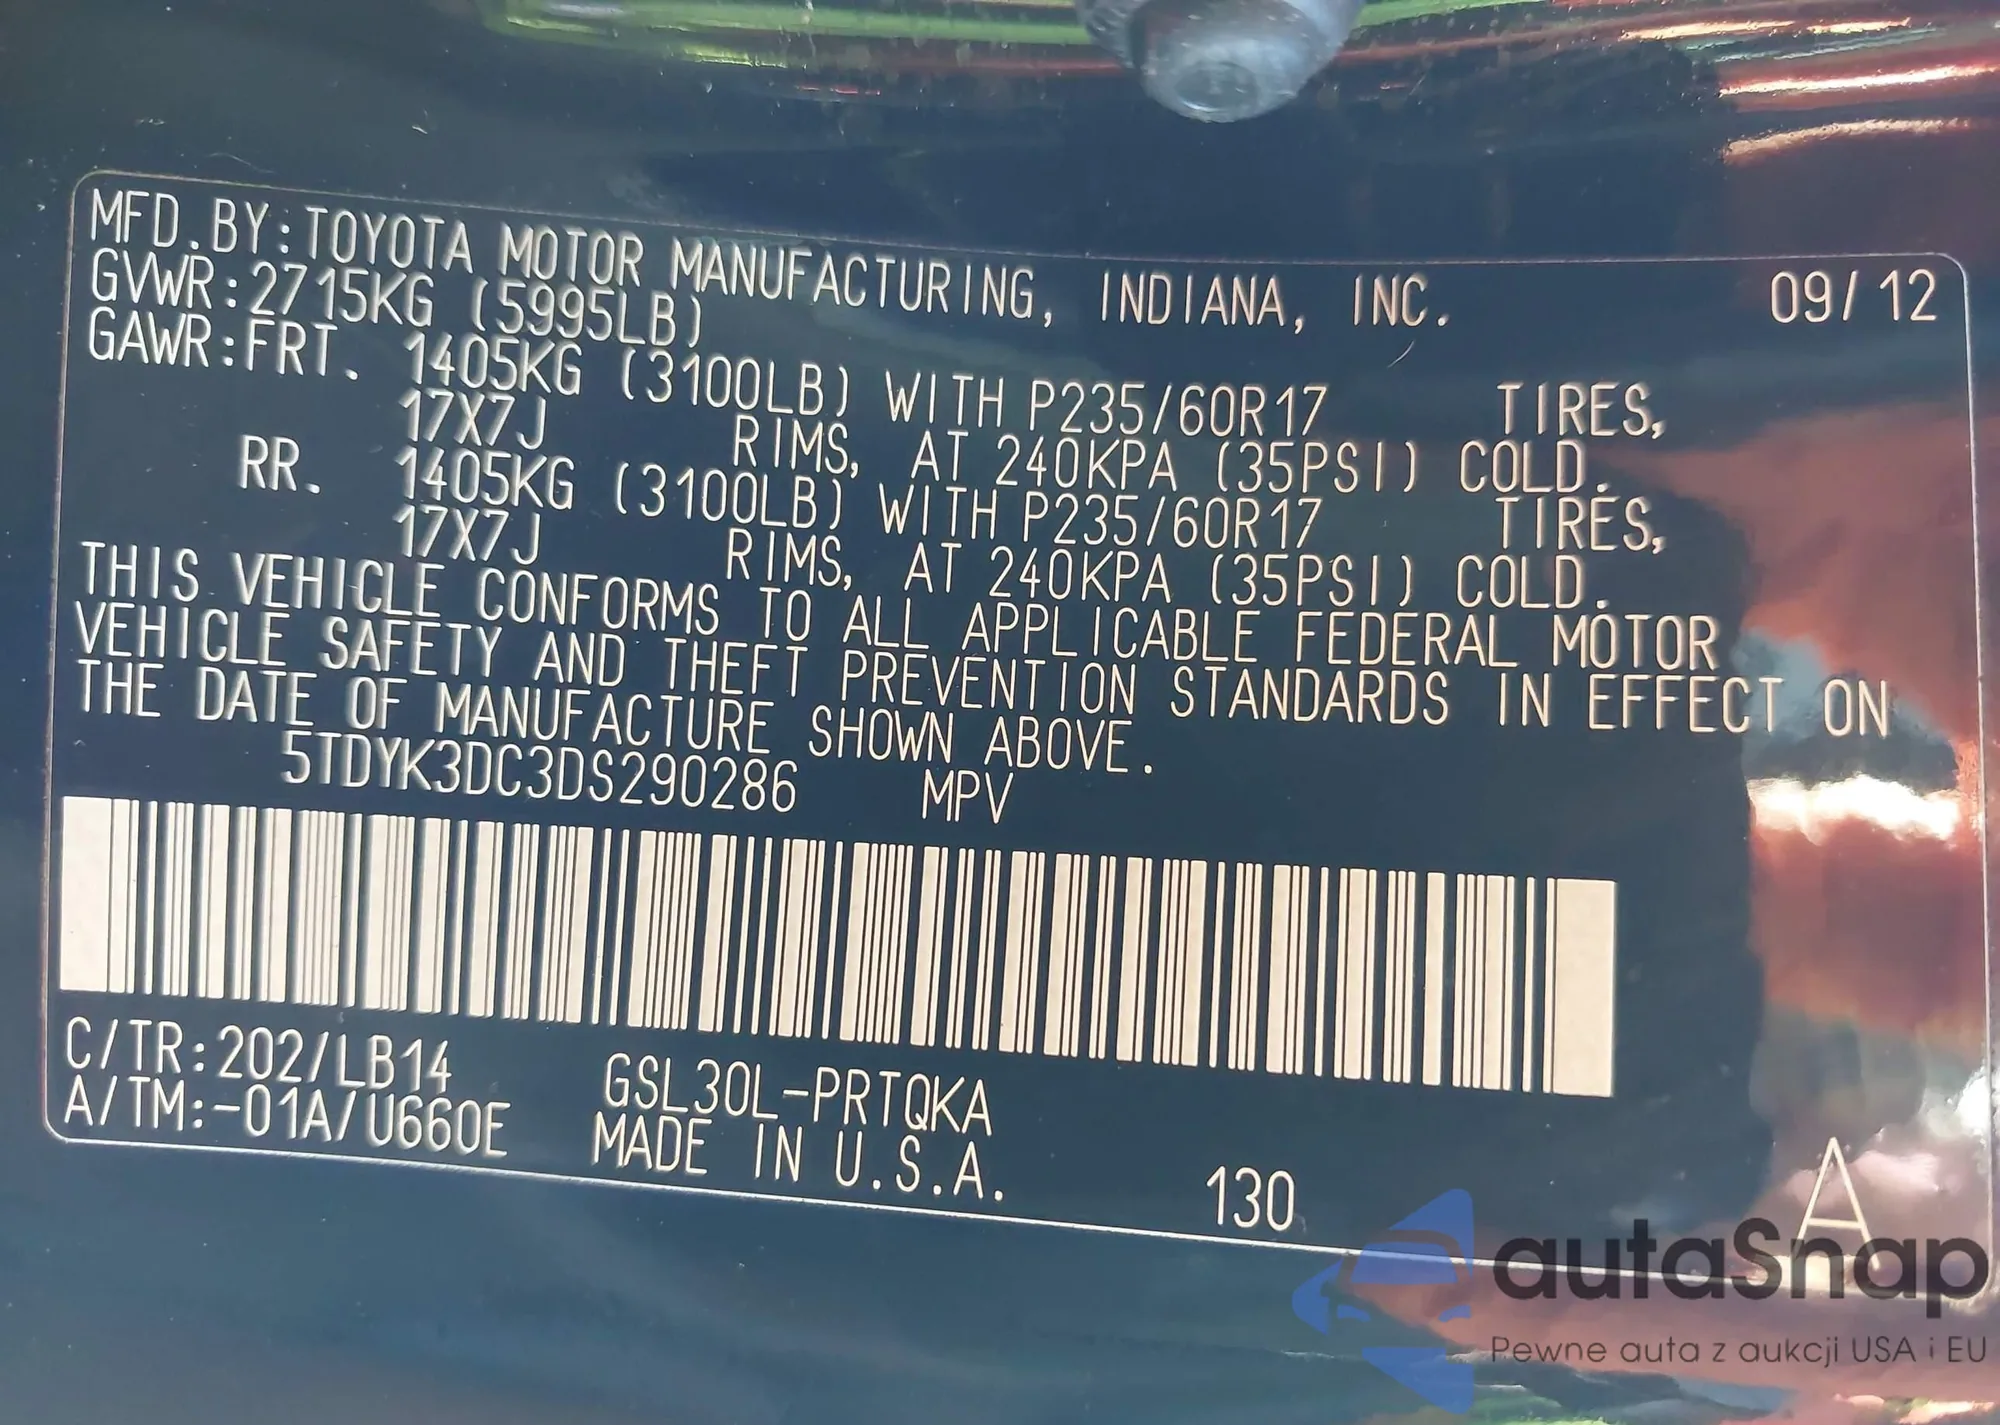 MFD.BY:TOYOTA MOTOR MANUFACTURING, INDIANA, INC. 09/12
GVWR:2715KG (5995LB)
GAWR:FRT. 1405KG (3100LB) WITH P235/60R17 TIRES,
17X7J RIMS, AT 240KPA (35PSI) COLD.
RR. 1405KG (3100LB) WITH P235/60R17 TIRES,
17X7J RIMS, AT 240KPA (35PSI) COLD.
THIS VEHICLE CONFORMS TO ALL APPLICABLE FEDERAL MOTOR
VEHICLE SAFETY AND THEFT PREVENTION STANDARDS IN EFFECT ON
THE DATE OF MANUFACTURE SHOWN ABOVE.
5TDYK3DC3DS290286 MPV
C/TR:202/LB14 GSL30L-PRTQKA
A/TM:-01A/U660E MADE IN U.S.A. 130 A
autaSnap
Pewne auta z aukcji USA i EU